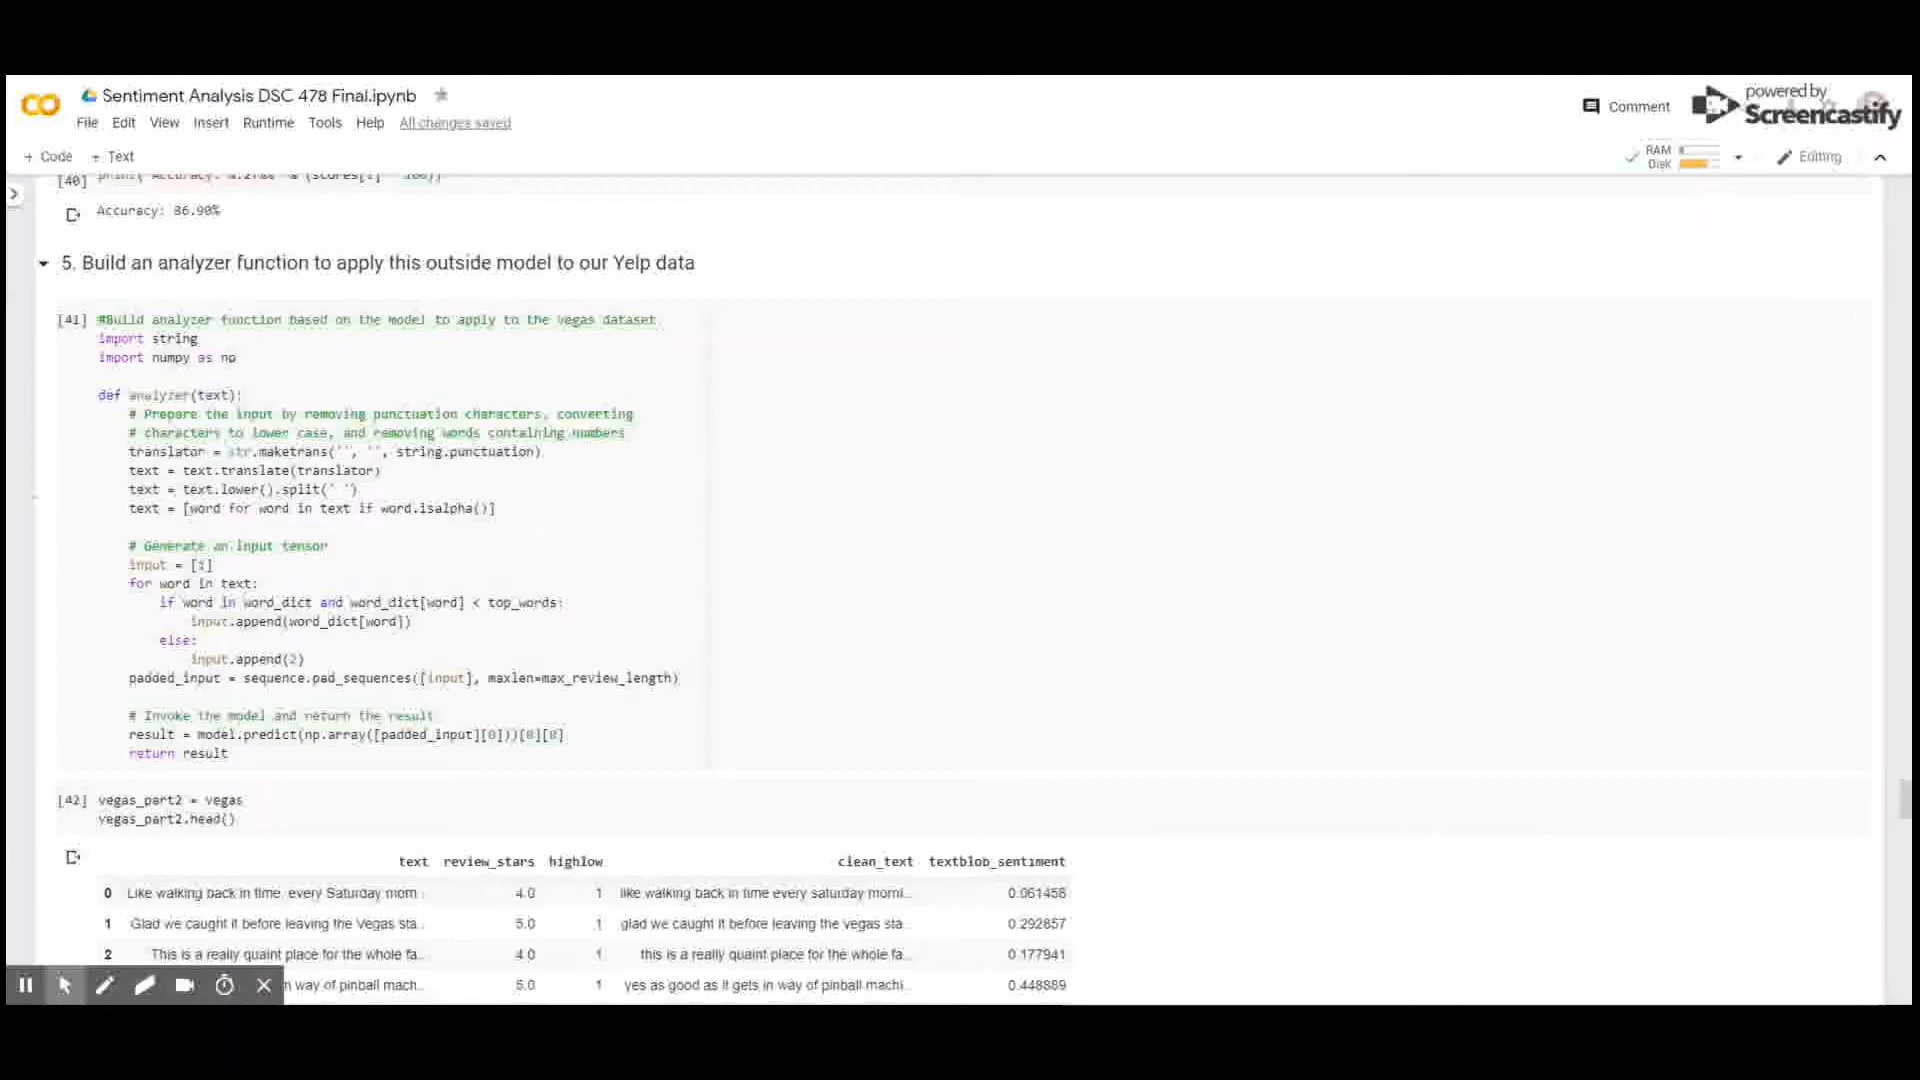 Sentiment Analysis DSC 478 Final.ipynb
File Edit View Insert Runtime Tools Help All changes saved
Comment
powered by
Screencastify
+ Code + Text
RAM
Disk
Editing
[40]
Accuracy: 86.90%
5. Build an analyzer function to apply this outside model to our Yelp data
[41] #Build analyzer function based on the model to apply to the vegas dataset
import string
import numpy as np
def analyzer(text):
# Prepare the input by removing punctuation characters, converting
# characters to lower case, and removing words containing numbers
translator = str.maketrans('', '', string.punctuation)
text = text.translate(translator)
text = text.lower().split(' ')
text = [word for word in text if word.isalpha()]
# Generate an input tensor
input = [1]
for word in text:
if word in word_dict and word_dict[word] < top_words:
input.append(word_dict[word])
else:
input.append(2)
padded_input = sequence.pad_sequences([input], maxlen=max_review_length)
# Invoke the model and return the result
result = model.predict(np.array([padded_input][0]))[0][0]
return result
[42] vegas_part2 = vegas
vegas_part2.head()
text review_stars highlow clean_text textblob_sentiment
0 Like walking back in time, every Saturday morn... 4.0 1 like walking back in time every saturday morni... 0.061458
1 Glad we caught it before leaving the Vegas sta... 5.0 1 glad we caught it before leaving the vegas sta... 0.292857
2 This is a really quaint place for the whole fa... 4.0 1 this is a really quaint place for the whole fa... 0.177941
n way of pinball mach... 5.0 1 yes as good as it gets in way of pinball machi... 0.448889